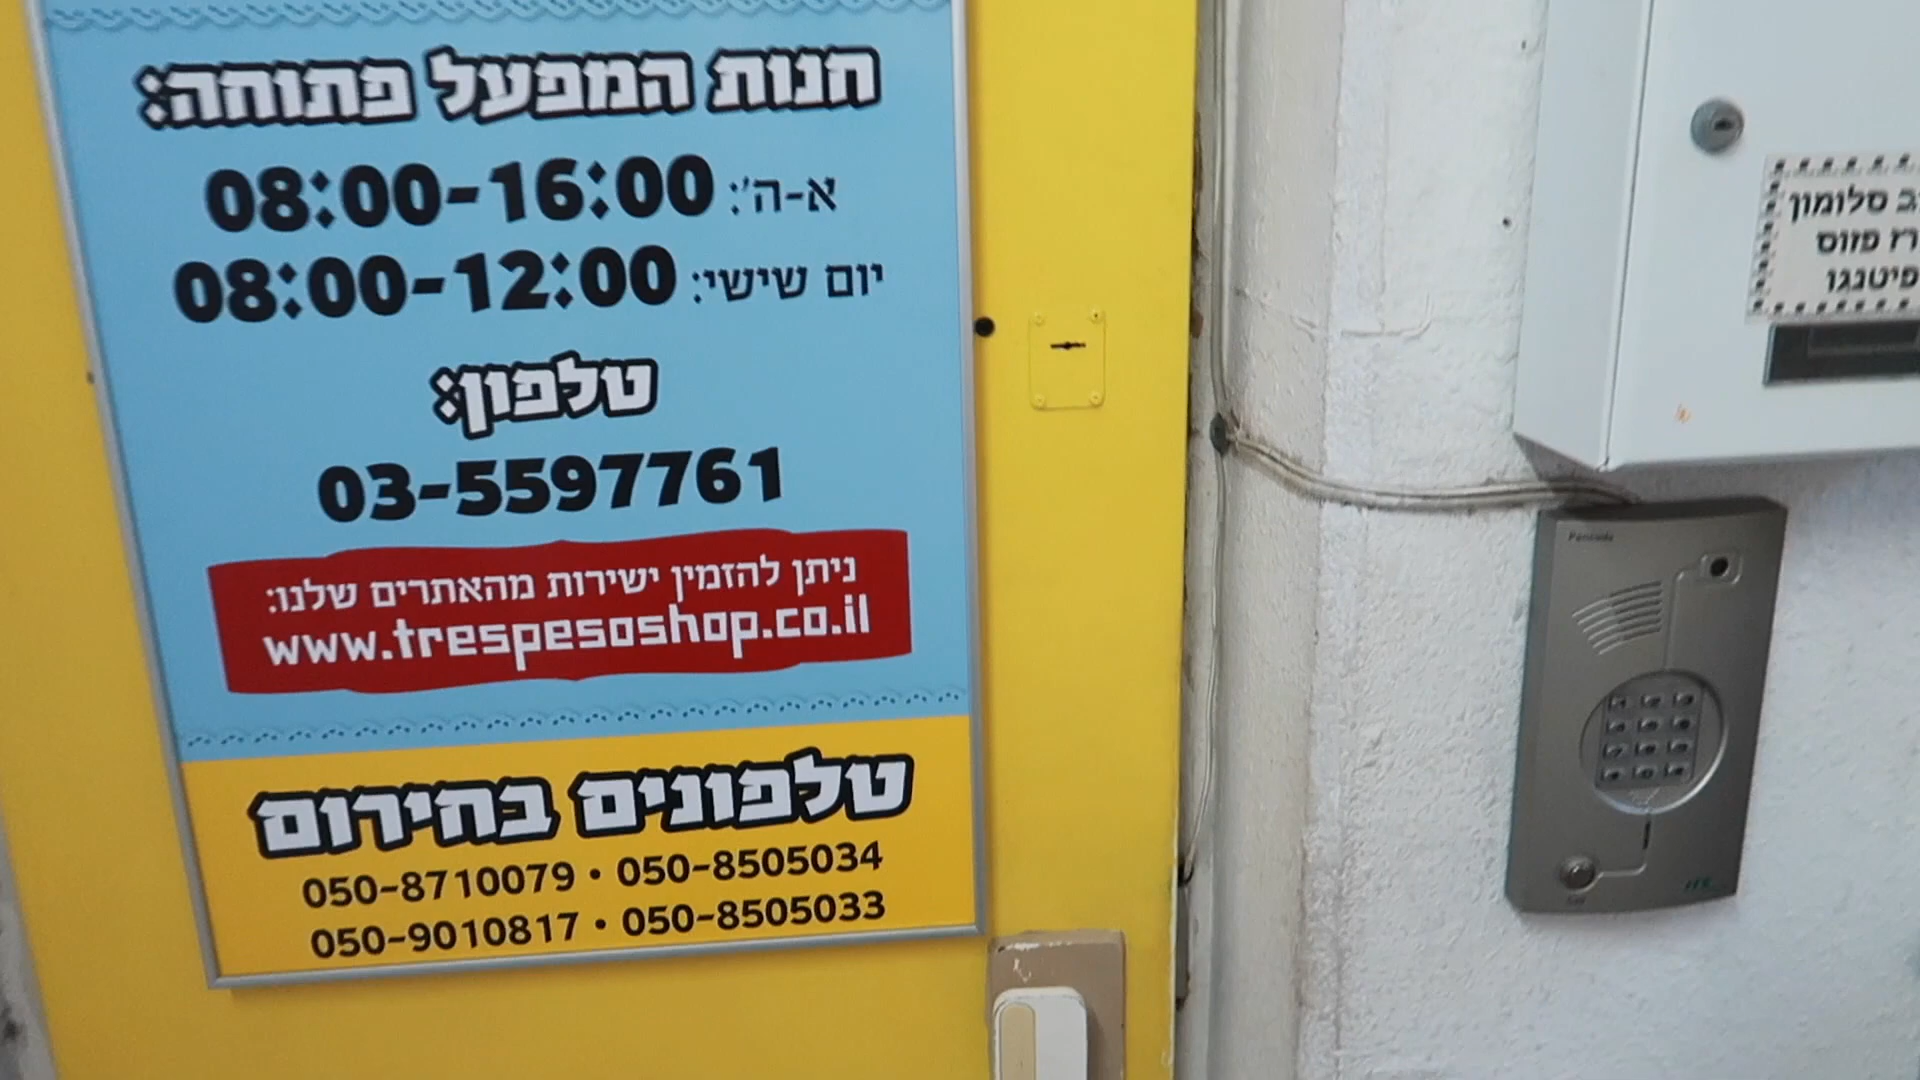 חנות המפעל פתוחה:
א-ה': 08:00-16:00
יום שישי: 08:00-12:00
טלפון:
03-5597761
ניתן להזמין ישירות מהאתרים שלנו:
www.trespesoshop.co.il
טלפונים בחירום
050-8710079 • 050-8505034
050-9010817 • 050-8505033
סלומון
פזוס
פיטנגו